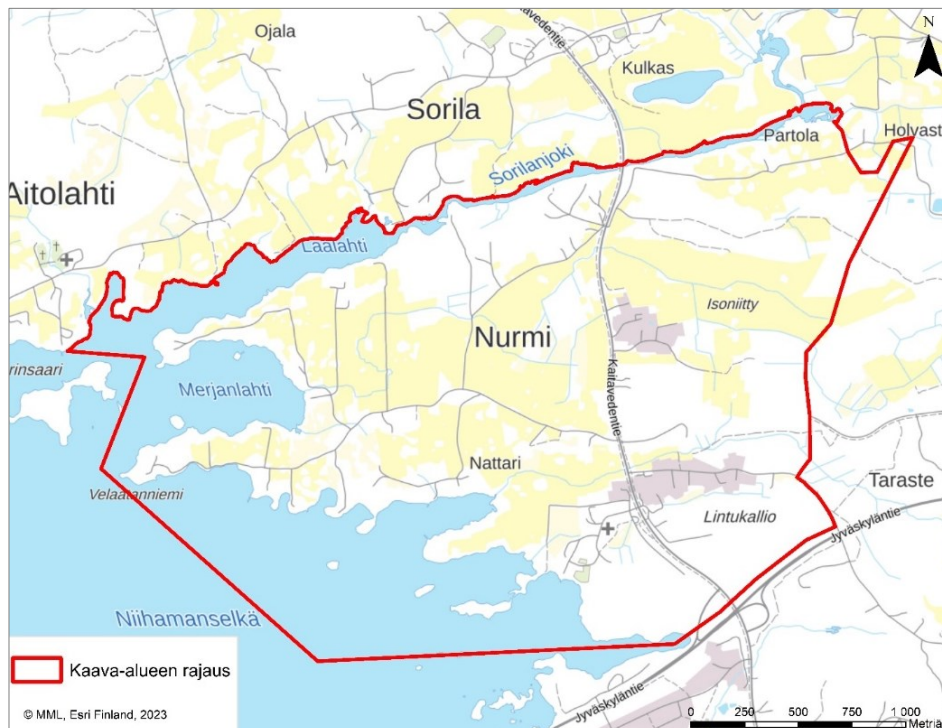 Ojala
Kaitavedentie
N
Kulkas
Sorila
Partola
Holvast
Sorilanjoki
Aitolahti
Laalahti
Isoniitty
Nurmi
rinsaari
Merjanlahti
Kaitavedentie
Nattari
Velaatanniemi
Taraste
Lintukallio
Jyväskyläntie
Niihamanselkä
Kaava-alueen rajaus
Jyväskyläntie
© MML, Esri Finland, 2023
0 250 500 750 1 000
Metriä